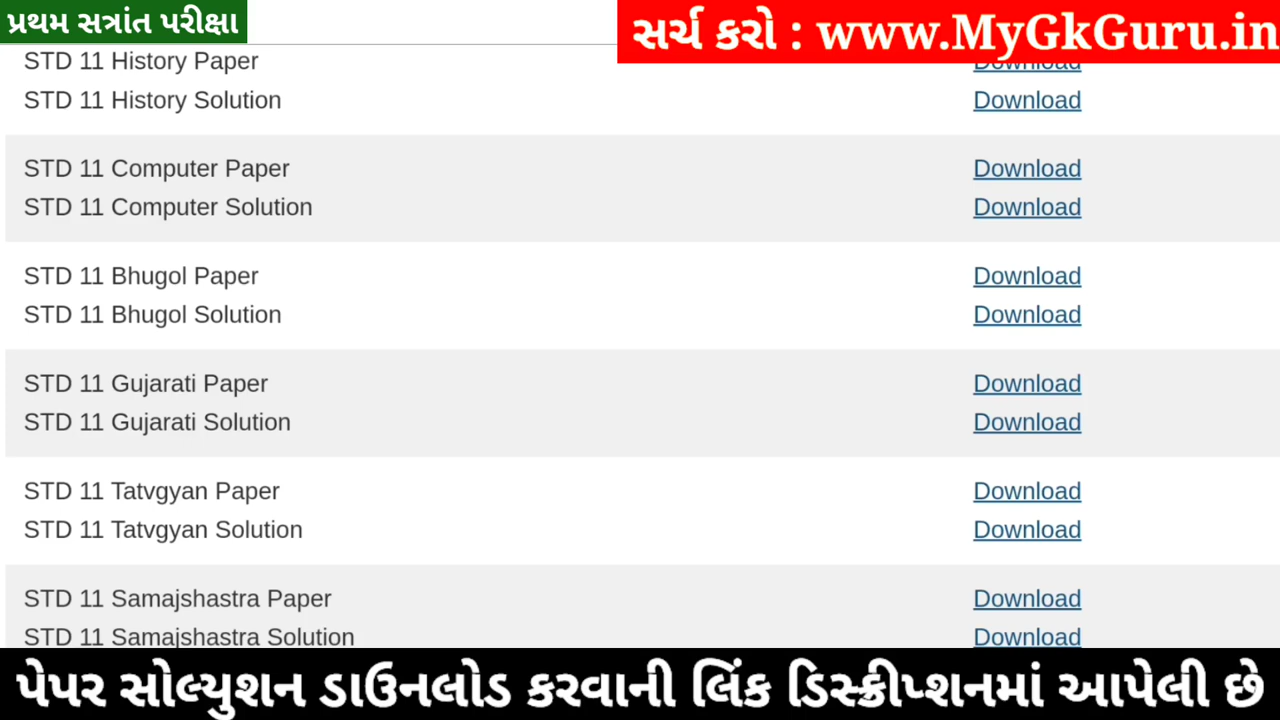 પ્રથમ સત્રાંત પરીક્ષા
સર્ચ કરો : www.MyGkGuru.in
STD 11 History Paper Download
STD 11 History Solution Download
STD 11 Computer Paper Download
STD 11 Computer Solution Download
STD 11 Bhugol Paper Download
STD 11 Bhugol Solution Download
STD 11 Gujarati Paper Download
STD 11 Gujarati Solution Download
STD 11 Tatvgyan Paper Download
STD 11 Tatvgyan Solution Download
STD 11 Samajshastra Paper Download
STD 11 Samajshastra Solution Download
પેપર સોલ્યુશન ડાઉનલોડ કરવાની લિંક ડિસ્ક્રીપ્શનમાં આપેલી છે